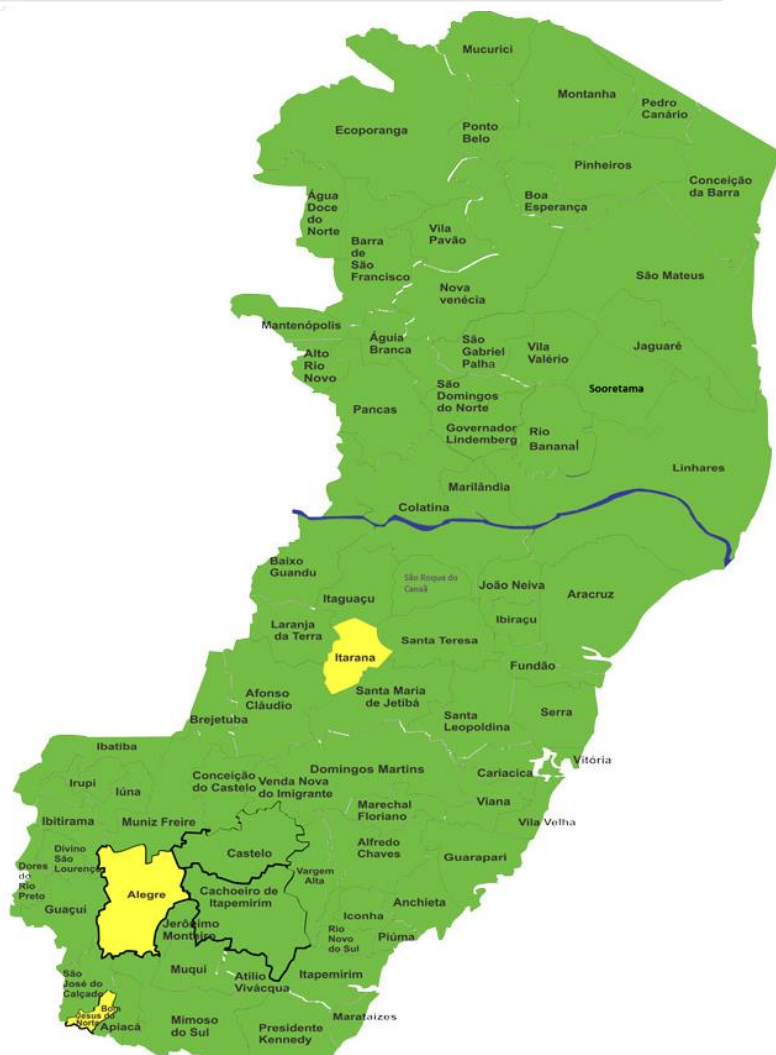 Mucurici
Montanha
Pedro
Canário
Ecoporanga
Ponto
Belo
Pinheiros
Conceição
da Barra
Água
Doce
do
Norte
Boa
Esperança
Vila
Pavão
Barra
de
São
Francisco
São Mateus
Nova
venécia
Mantenópolis
Águia
Branca
São
Gabriel
Palha
Vila
Valério
Jaguaré
Alto
Rio
Novo
São
Domingos
do Norte
Sooretama
Pancas
Governador
Lindemberg
Rio
Bananal
Linhares
Marilândia
Colatina
Baixo
Guandu
São Roque do
Canaã
João Neiva
Aracruz
Itaguaçu
Ibiraçu
Laranja
da Terra
Santa Teresa
Itarana
Fundão
Afonso
Cláudio
Santa Maria
de Jetibá
Brejetuba
Santa
Leopoldina
Serra
Ibatiba
Vitória
Domingos Martins
Cariacica
Irupi
Iúna
Conceição
do Castelo
Venda Nova
do Imigrante
Viana
Marechal
Floriano
Ibitirama
Muniz Freire
Vila Velha
Divino
São
Lourenço
Castelo
Alfredo
Chaves
Guarapari
Dores
do
Rio
Preto
Vargem
Alta
Alegre
Cachoeiro de
Itapemirim
Anchieta
Guaçuí
Iconha
Jerônimo
Monteiro
Rio
Novo
do Sul
Piúma
Muqui
Atílio
Vivácqua
Itapemirim
São
José do
Calçado
Bom
Jesus do
Norte
Apiacá
Mimoso
do Sul
Presidente
Kennedy
Marataizes